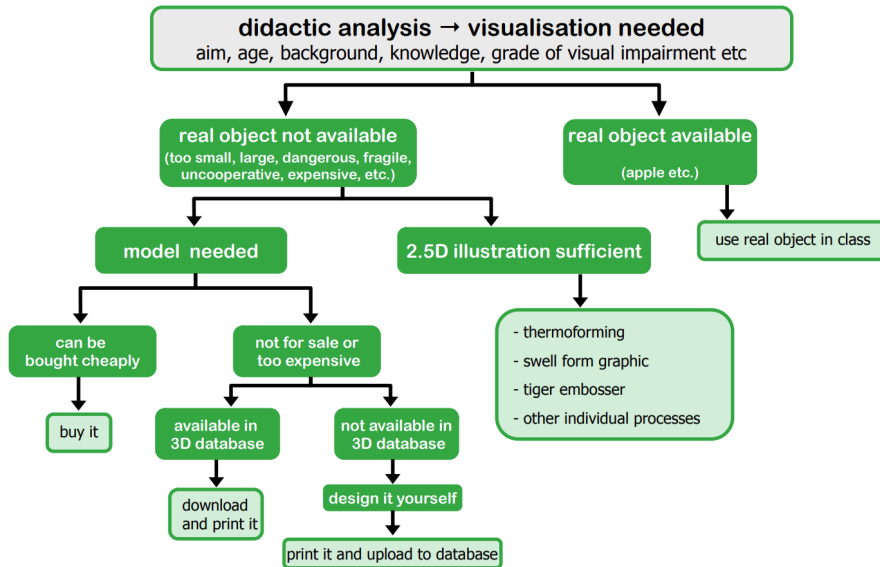 didactic analysis → visualisation needed
aim, age, background, knowledge, grade of visual impairment etc
real object not available
(too small, large, dangerous, fragile,
uncooperative, expensive, etc.)
real object available
(apple etc.)
use real object in class
model needed
2.5D illustration sufficient
- thermoforming
- swell form graphic
- tiger embosser
- other individual processes
can be
bought cheaply
not for sale or
too expensive
buy it
available in
3D database
not available in
3D database
download
and print it
design it yourself
print it and upload to database